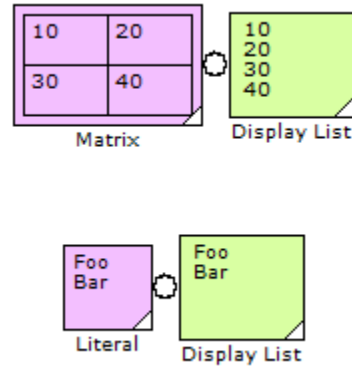 10 20
30 40
Matrix
10
20
30
40
Display List
Foo
Bar
Literal
Foo
Bar
Display List